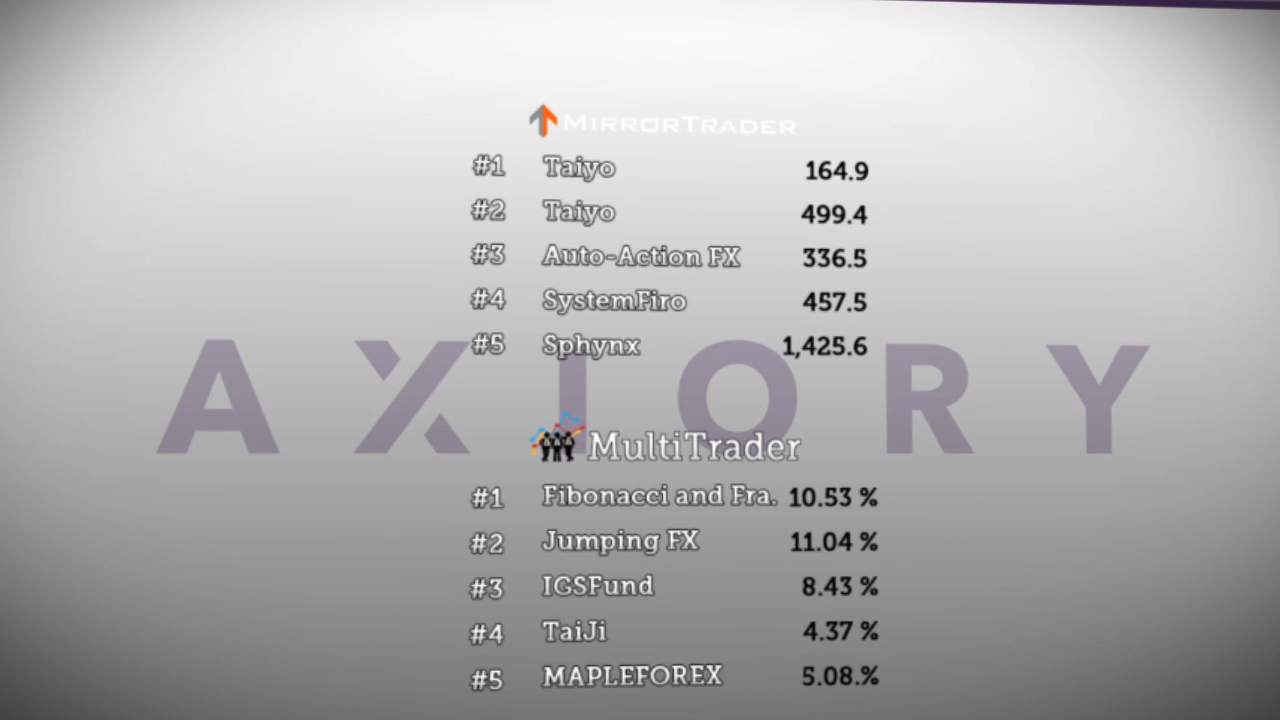 MIRRORTRADER
#1 Taiyo 164.9
#2 Taiyo 499.4
#3 Auto-Action FX 336.5
#4 SystemFiro 457.5
#5 Sphynx 1,425.6
AXIORY
MultiTrader
#1 Fibonacci and Fra. 10.53 %
#2 Jumping FX 11.04 %
#3 IGSFund 8.43 %
#4 TaiJi 4.37 %
#5 MAPLEFOREX 5.08.%